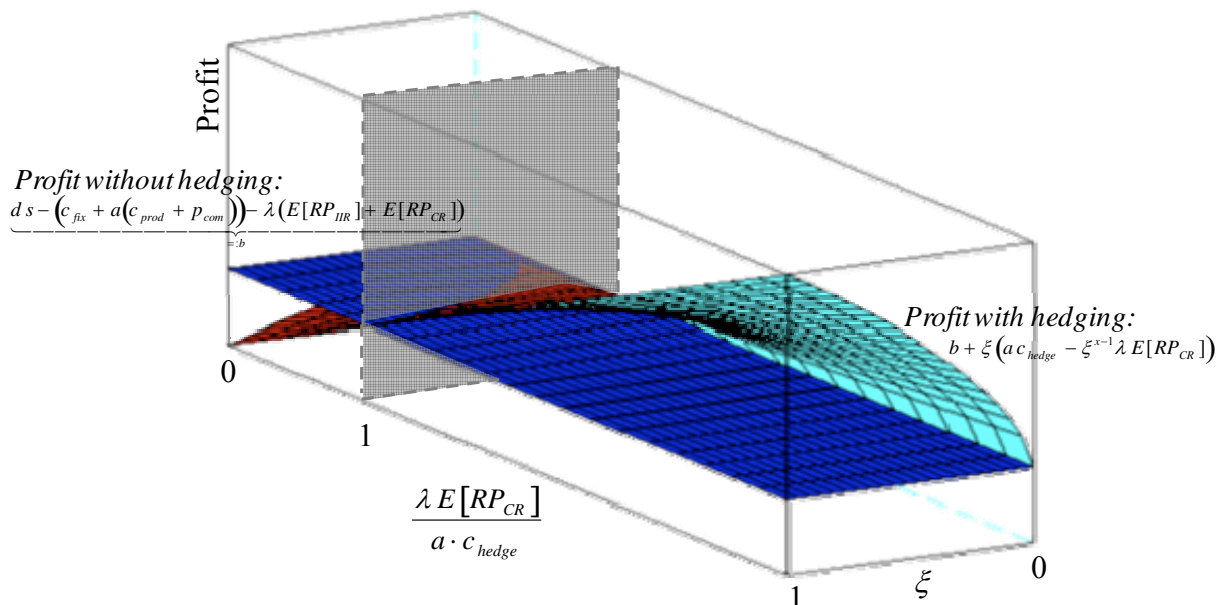 Profit
Profit without hedging:
d s − (c_fix + a(c_prod + p_com)) − λ(E[RP_IIR] + E[RP_CR])
=:b
Profit with hedging:
b + ξ(a c_hedge − ξ^{x−1} λ E[RP_CR])
0
1
λ E[RP_CR]
a · c_hedge
1
ξ
0